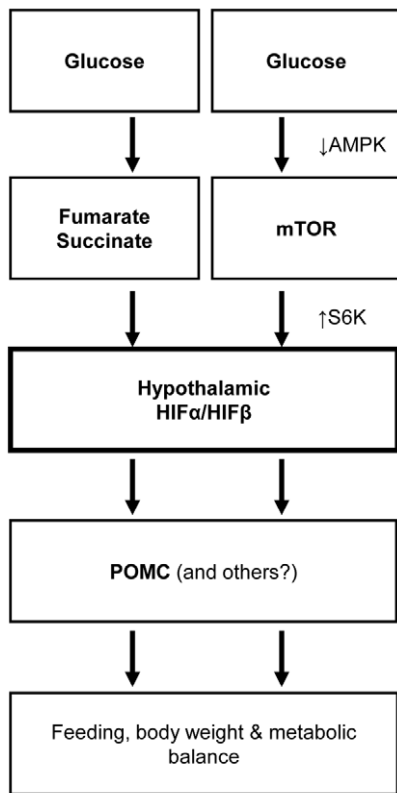 Glucose
Glucose
↓AMPK
Fumarate
Succinate
mTOR
↑S6K
Hypothalamic
HIFα/HIFβ
POMC (and others?)
Feeding, body weight & metabolic
balance